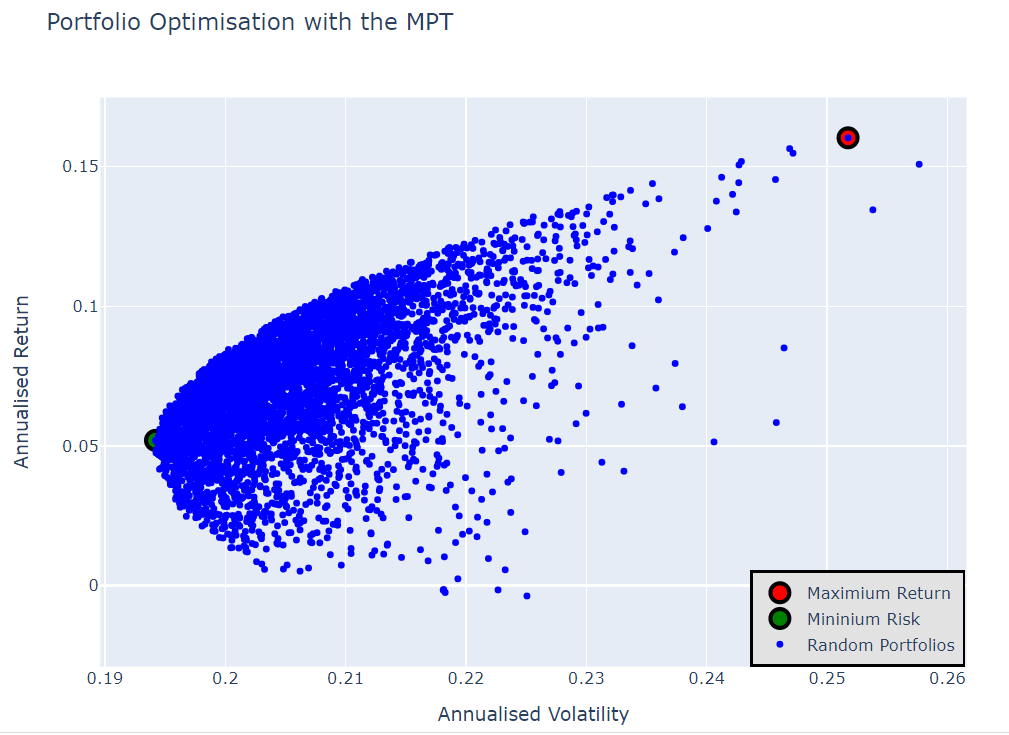 Portfolio Optimisation with the MPT
0.15
0.1
0.05
0
Annualised Return
0.19 0.2 0.21 0.22 0.23 0.24 0.25 0.26
Annualised Volatility
Maximium Return
Mininium Risk
Random Portfolios